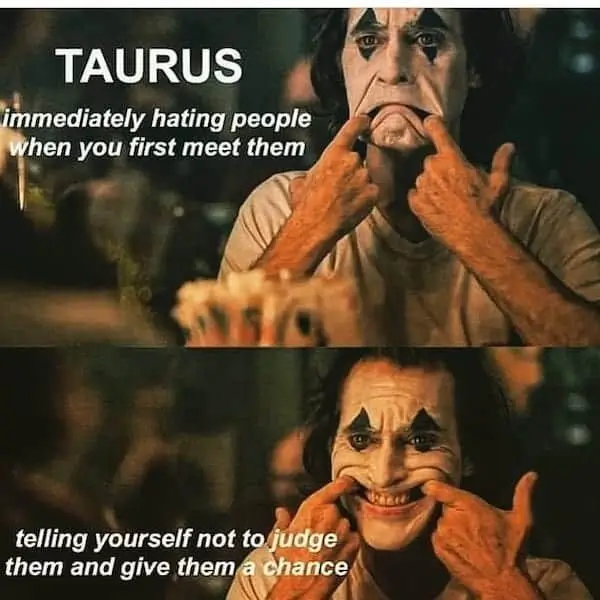 TAURUS
immediately hating people
when you first meet them
telling yourself not to judge
them and give them a chance